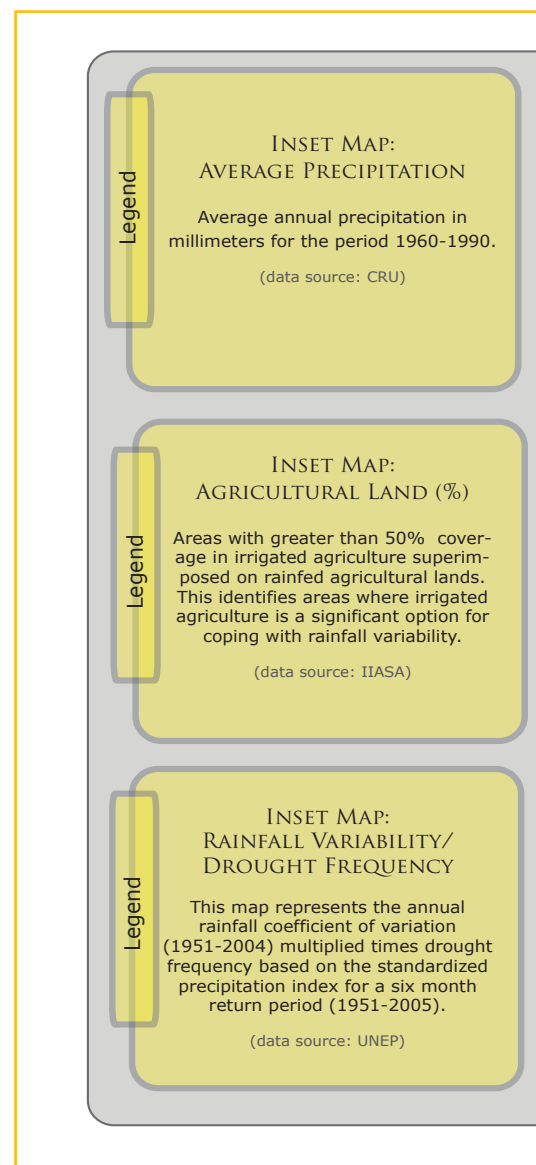 Legend
INSET MAP:
AVERAGE PRECIPITATION
Average annual precipitation in
millimeters for the period 1960-1990.
(data source: CRU)
Legend
INSET MAP:
AGRICULTURAL LAND (%)
Areas with greater than 50% cover-
age in irrigated agriculture superim-
posed on rainfed agricultural lands.
This identifies areas where irrigated
agriculture is a significant option for
coping with rainfall variability.
(data source: IIASA)
Legend
INSET MAP:
RAINFALL VARIABILITY/
DROUGHT FREQUENCY
This map represents the annual
rainfall coefficient of variation
(1951-2004) multiplied times drought
frequency based on the standardized
precipitation index for a six month
return period (1951-2005).
(data source: UNEP)